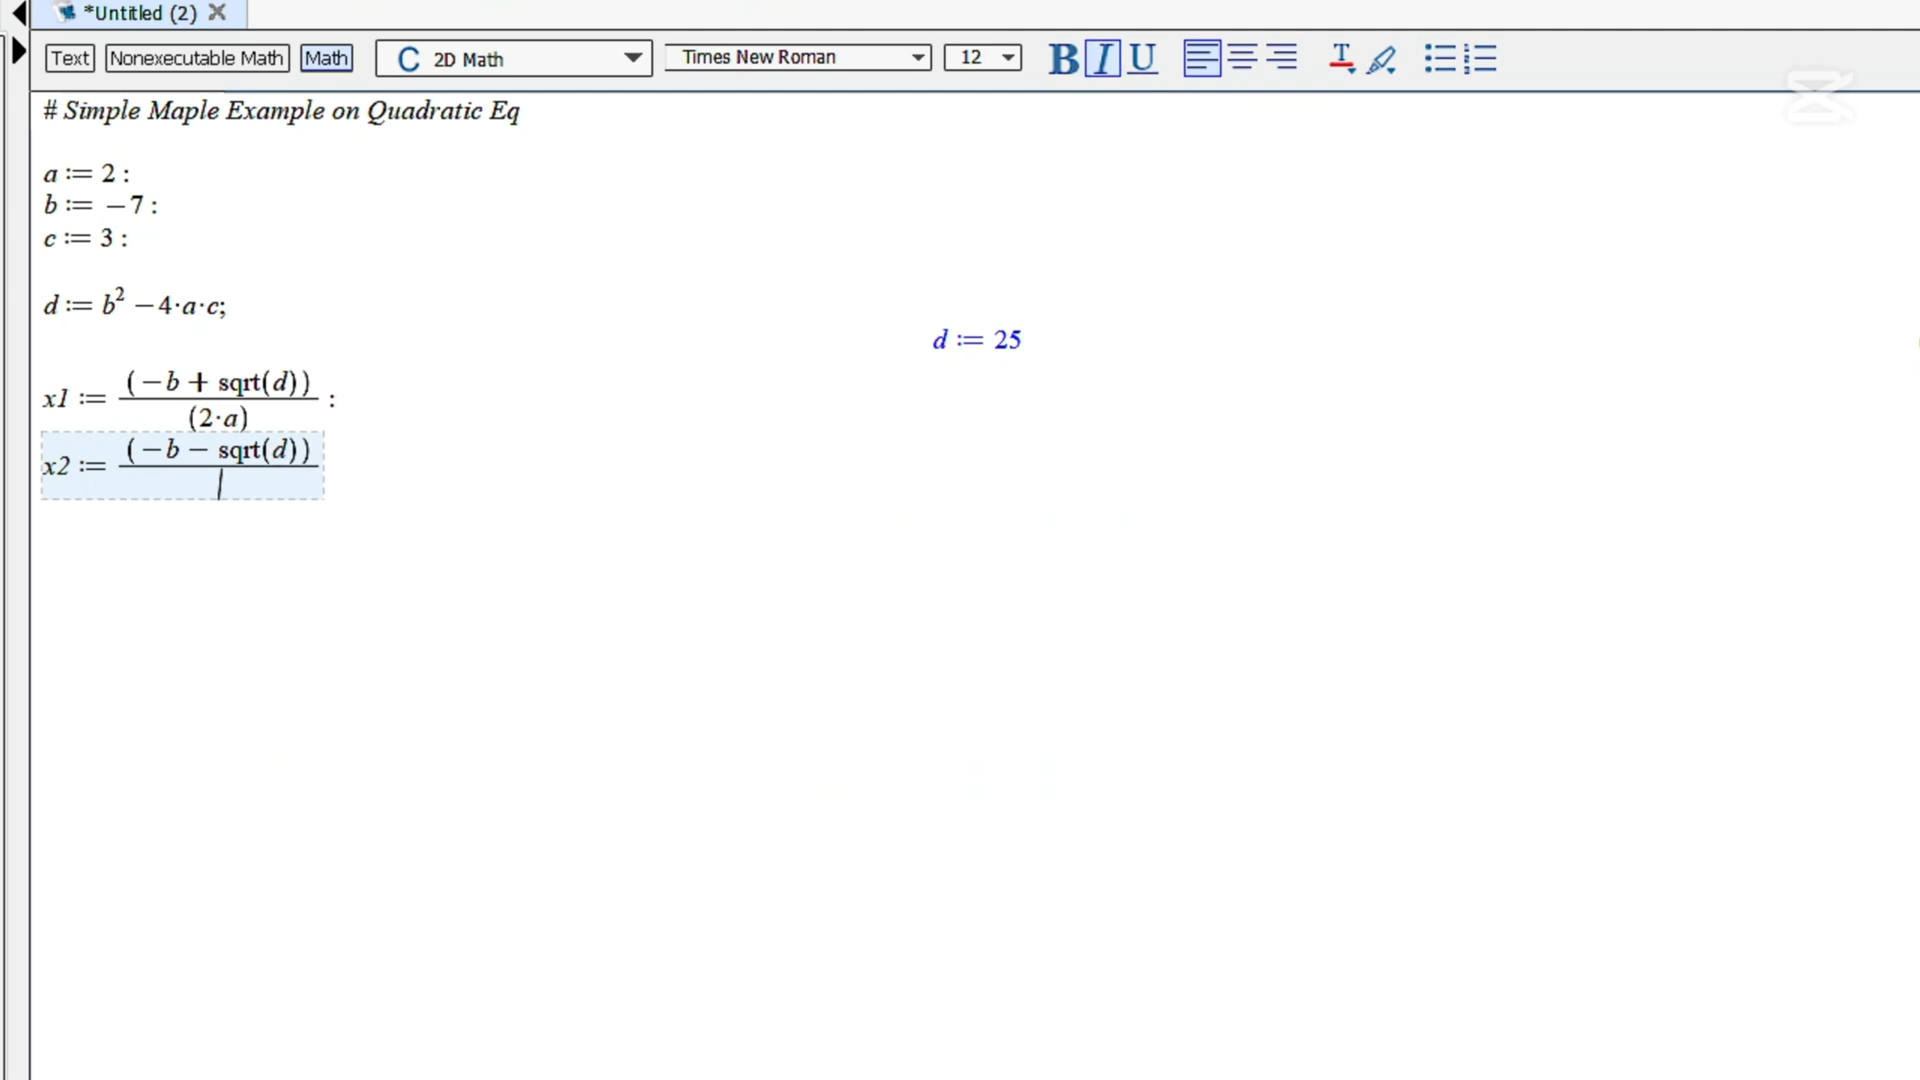 *Untitled (2)
Text Nonexecutable Math Math C 2D Math Times New Roman 12 B I U T
# Simple Maple Example on Quadratic Eq
a := 2 :
b := −7 :
c := 3 :
d := b² − 4·a·c;
d := 25
x1 := (−b + sqrt(d)) / (2·a) :
x2 := (−b − sqrt(d)) /